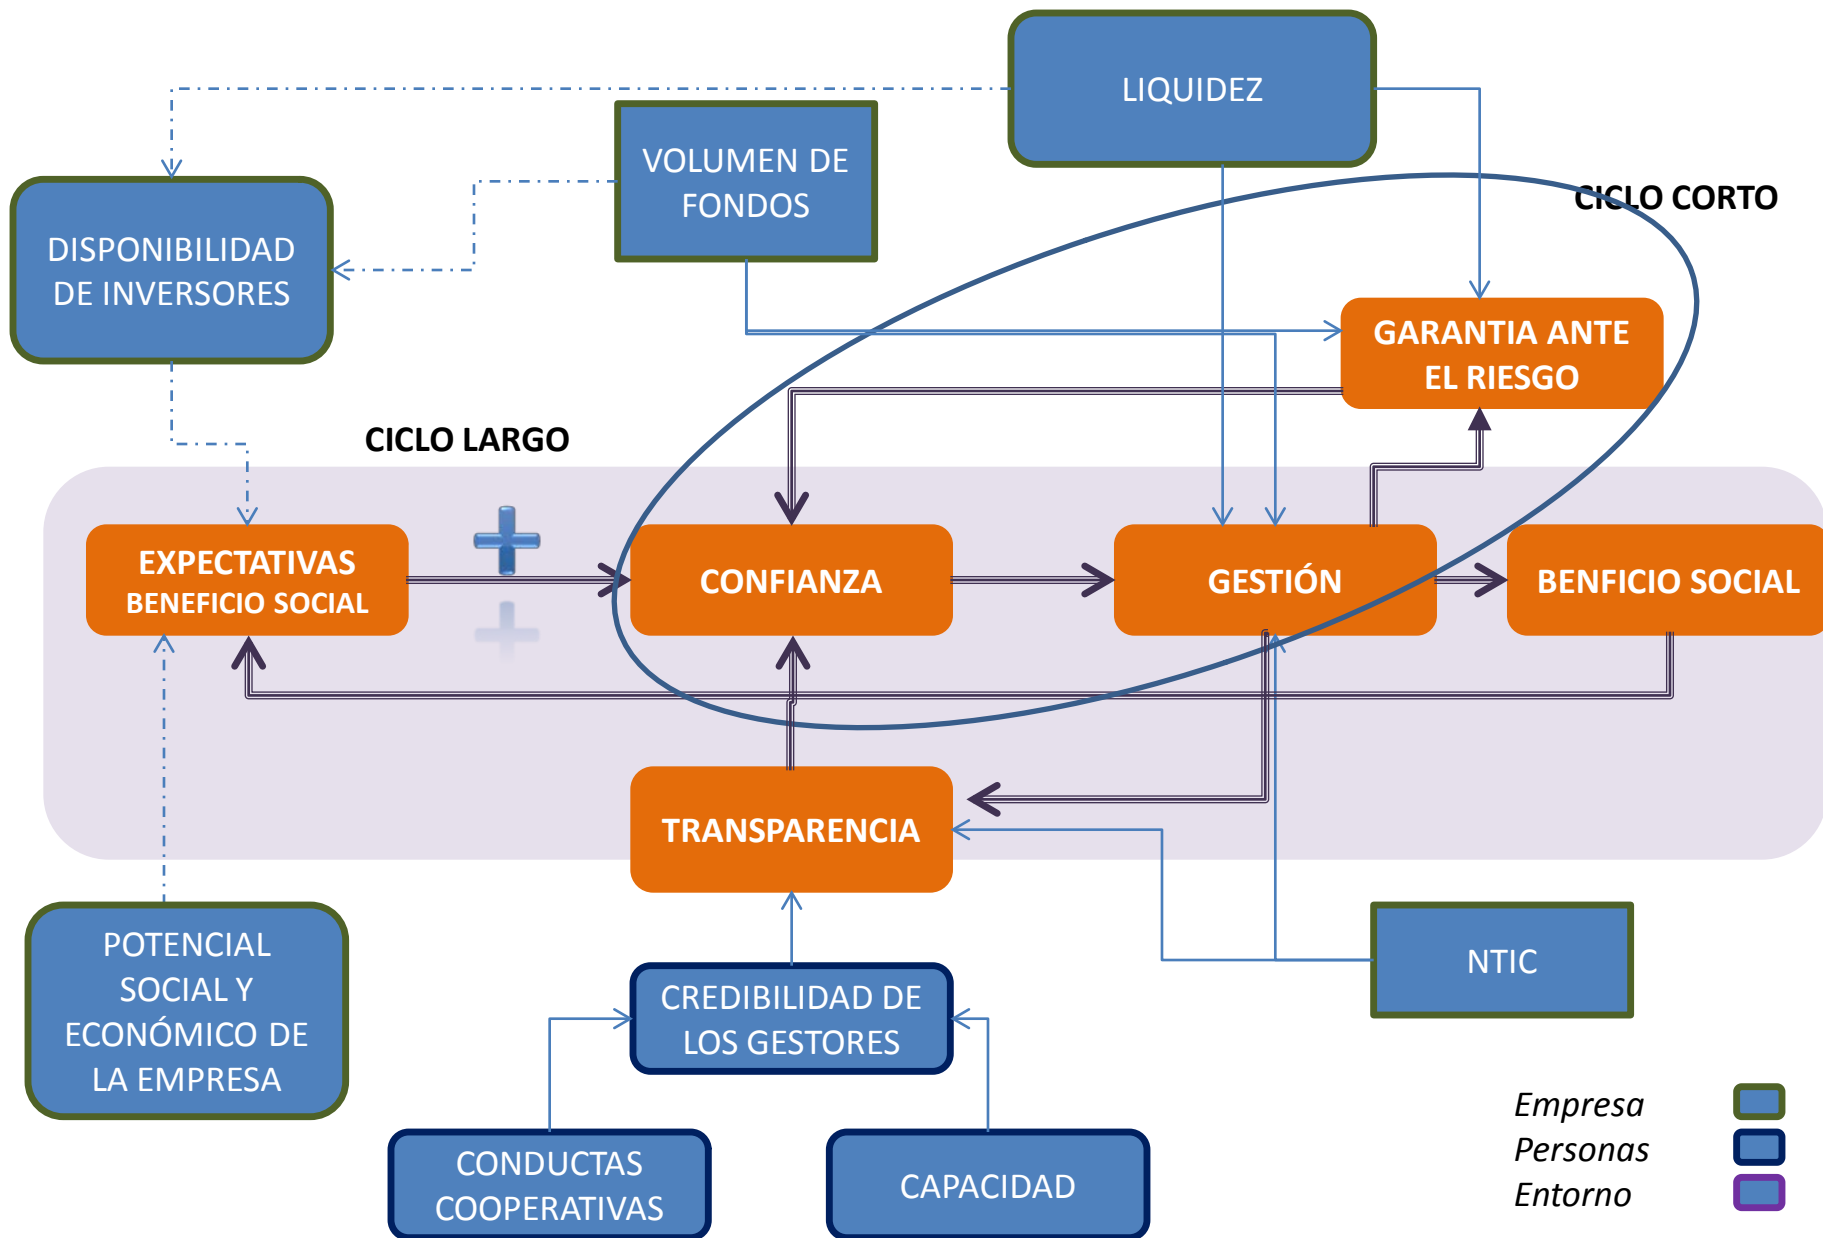 LIQUIDEZ
VOLUMEN DE
FONDOS
CICLO CORTO
DISPONIBILIDAD
DE INVERSORES
GARANTIA ANTE
EL RIESGO
CICLO LARGO
EXPECTATIVAS
BENEFICIO SOCIAL
CONFIANZA
GESTIÓN
BENFICIO SOCIAL
TRANSPARENCIA
POTENCIAL
SOCIAL Y
ECONÓMICO DE
LA EMPRESA
CREDIBILIDAD DE
LOS GESTORES
NTIC
CONDUCTAS
COOPERATIVAS
CAPACIDAD
Empresa
Personas
Entorno